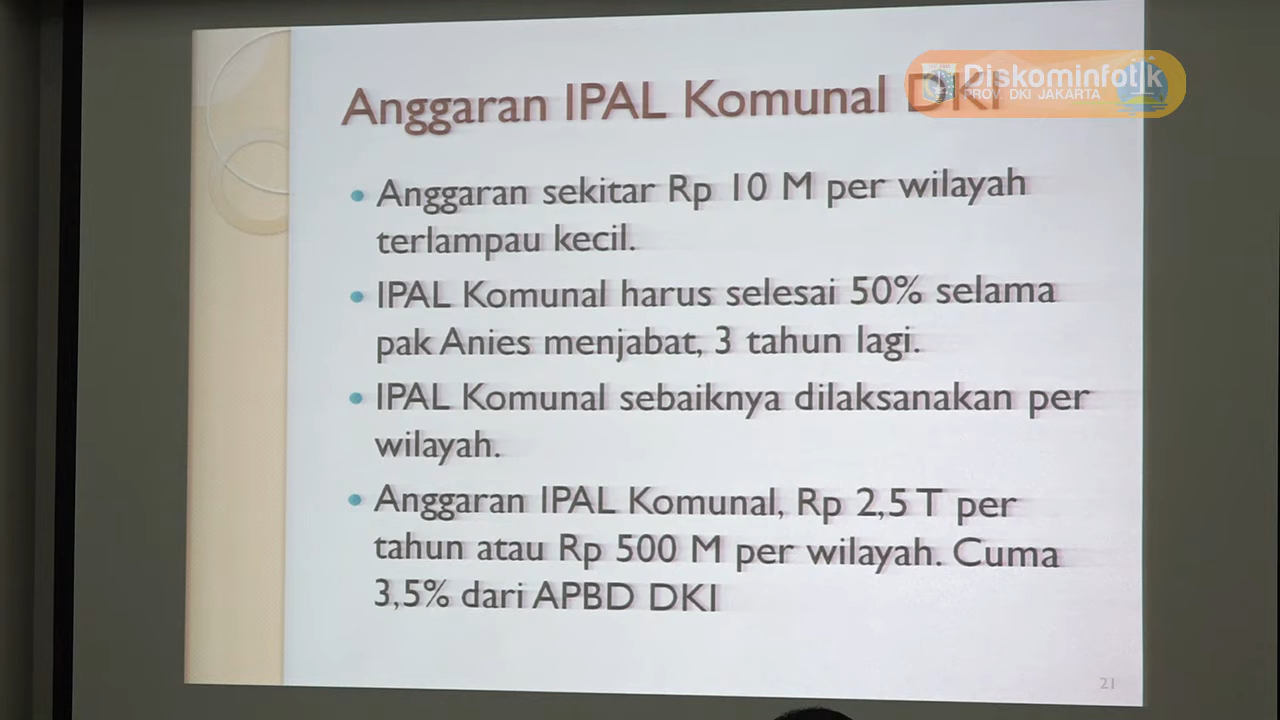 Diskominfotik
PROV. DKI JAKARTA
Anggaran IPAL Komunal DKI
• Anggaran sekitar Rp 10 M per wilayah
terlampau kecil.
• IPAL Komunal harus selesai 50% selama
pak Anies menjabat, 3 tahun lagi.
• IPAL Komunal sebaiknya dilaksanakan per
wilayah.
• Anggaran IPAL Komunal, Rp 2,5 T per
tahun atau Rp 500 M per wilayah. Cuma
3,5% dari APBD DKI
21